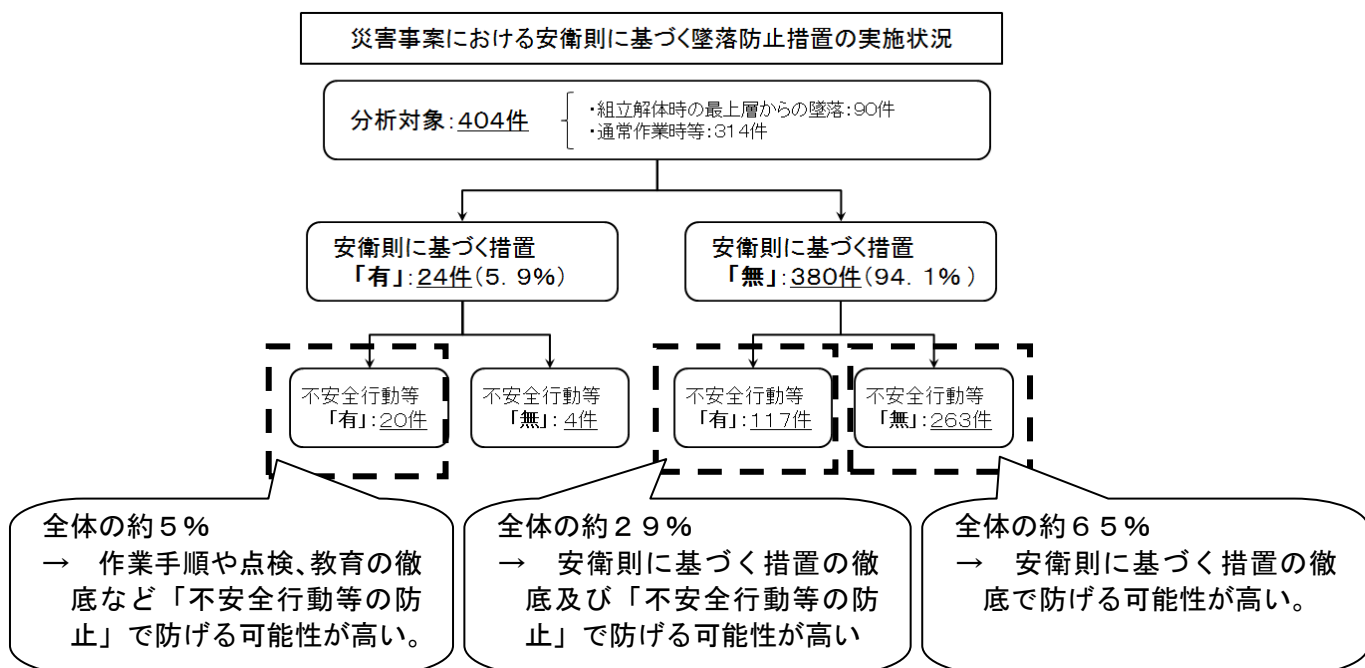 災害事案における安衛則に基づく墜落防止措置の実施状況
分析対象:404件
・組立解体時の最上層からの墜落:90件
・通常作業時等:314件
安衛則に基づく措置
「有」:24件(5.9%)
安衛則に基づく措置
「無」:380件(94.1%)
不安全行動等
「有」:20件
不安全行動等
「無」:4件
不安全行動等
「有」:117件
不安全行動等
「無」:263件
全体の約5%
→ 作業手順や点検、教育の徹
底など「不安全行動等の防
止」で防げる可能性が高い。
全体の約29%
→ 安衛則に基づく措置の徹
底及び「不安全行動等の防
止」で防げる可能性が高い
全体の約65%
→ 安衛則に基づく措置の徹
底で防げる可能性が高い。